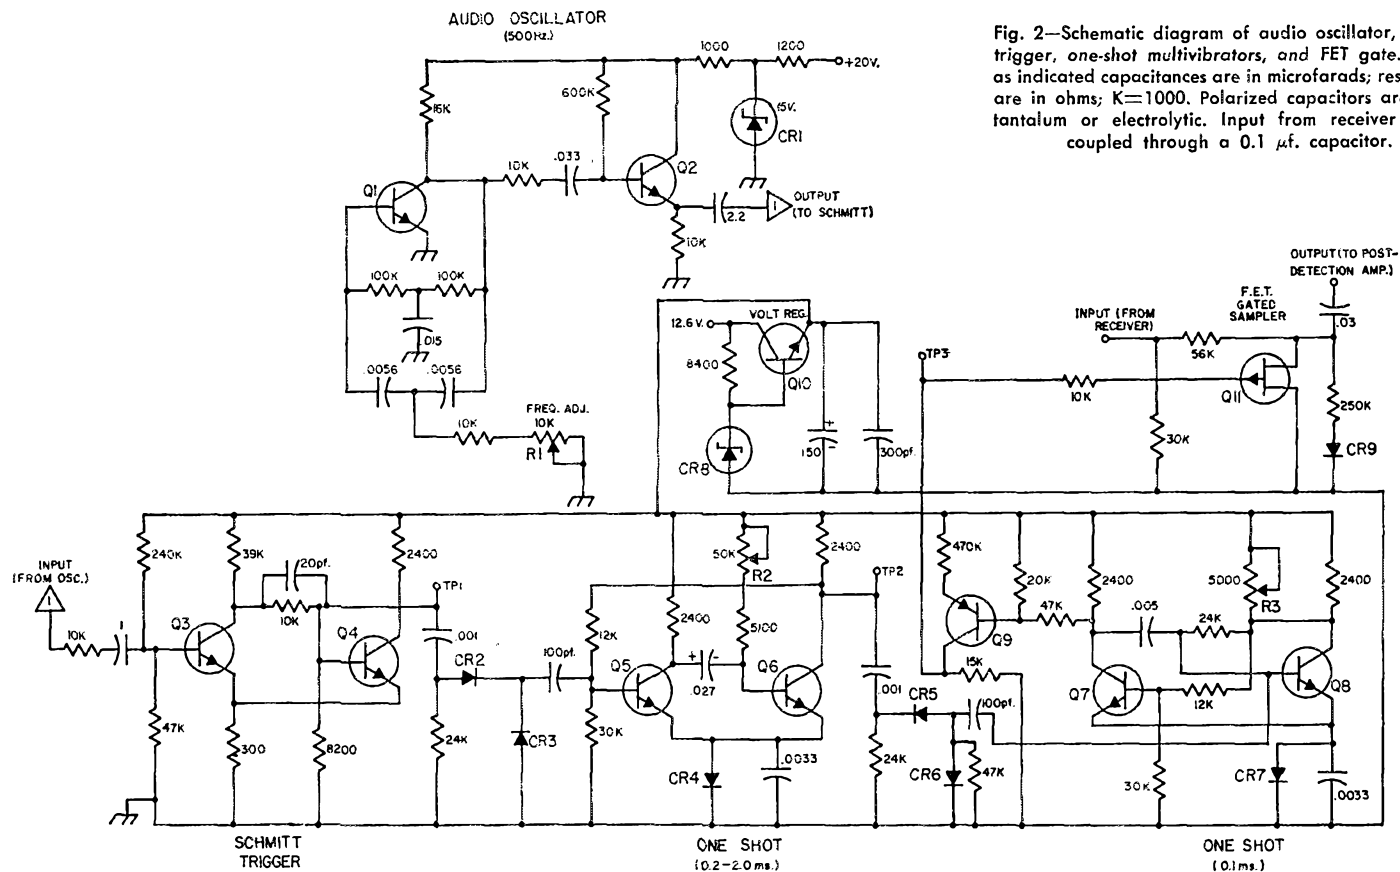 AUDIO OSCILLATOR
(500Hz.)
Fig. 2—Schematic diagram of audio oscillator,
trigger, one-shot multivibrators, and FET gate.
as indicated capacitances are in microfarads; res
are in ohms; K=1000. Polarized capacitors ar
tantalum or electrolytic. Input from receiver
coupled through a 0.1 μf. capacitor.
1000
1200
+20V.
15V.
CR1
600K
10K
.033
Q2
Q1
2.2
1
OUTPUT
(TO SCHMITT)
10K
100K
100K
.015
.0056
.0056
10K
FREQ. ADJ.
10K
R1
12.6V.
VOLT REG.
8400
Q10
CR8
150
+
-
300pf.
TP3
INPUT (FROM
RECEIVER)
F.E.T.
GATED
SAMPLER
OUTPUT(TO POST-
DETECTION AMP.)
.03
56K
10K
Q11
30K
250K
CR9
INPUT
(FROM OSC.)
1
10K
240K
39K
20pf.
10K
2400
TP1
Q3
Q4
47K
300
8200
.001
CR2
24K
CR3
100pf.
12K
30K
Q5
2400
50K
R2
5100
+
-
.027
Q6
2400
TP2
CR4
.0033
.001
24K
CR5
CR6
100pf.
47K
470K
Q9
15K
20K
47K
2400
.005
24K
5000
R3
2400
Q7
12K
Q8
30K
CR7
.0033
SCHMITT
TRIGGER
ONE SHOT
(0.2-2.0ms.)
ONE SHOT
(0.1ms.)